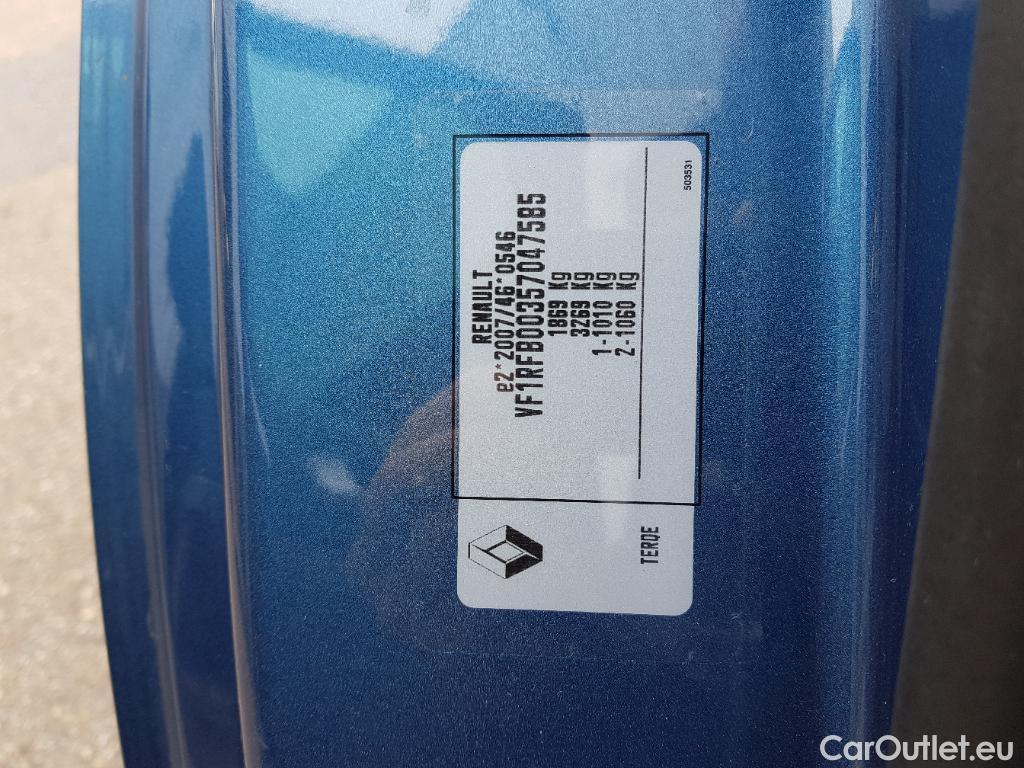 RENAULT
e2*2007/46*0546
VF1RFB00357047585
1869 Kg
3269 Kg
1-1010 Kg
2-1060 Kg
503531
TERQE
CarOutlet.eu